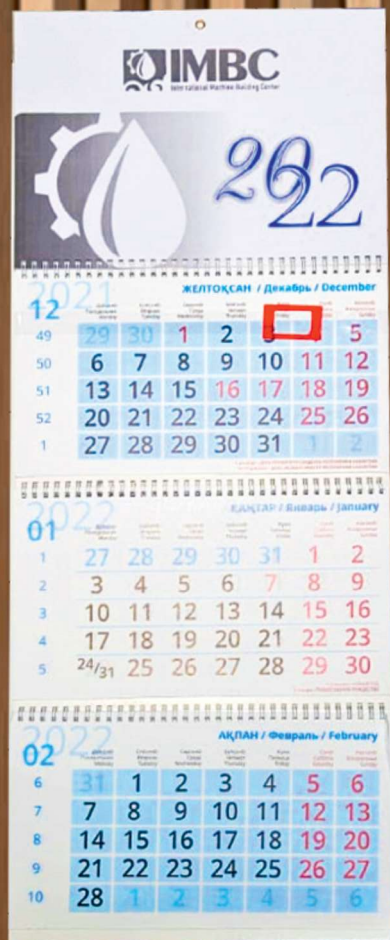 IMBC
International Machine Building Center
2022
2021
12
ЖЕЛТОҚСАН / Декабрь / December
49 29 30 1 2 3 5
50 6 7 8 9 10 11 12
51 13 14 15 16 17 18 19
52 20 21 22 23 24 25 26
1 27 28 29 30 31 1 2
2022
01
ҚАҢТАР / Январь / January
1 27 28 29 30 31 1 2
2 3 4 5 6 7 8 9
3 10 11 12 13 14 15 16
4 17 18 19 20 21 22 23
5 24/31 25 26 27 28 29 30
2022
02
АҚПАН / Февраль / February
6 31 1 2 3 4 5 6
7 7 8 9 10 11 12 13
8 14 15 16 17 18 19 20
9 21 22 23 24 25 26 27
10 28 1 2 3 4 5 6